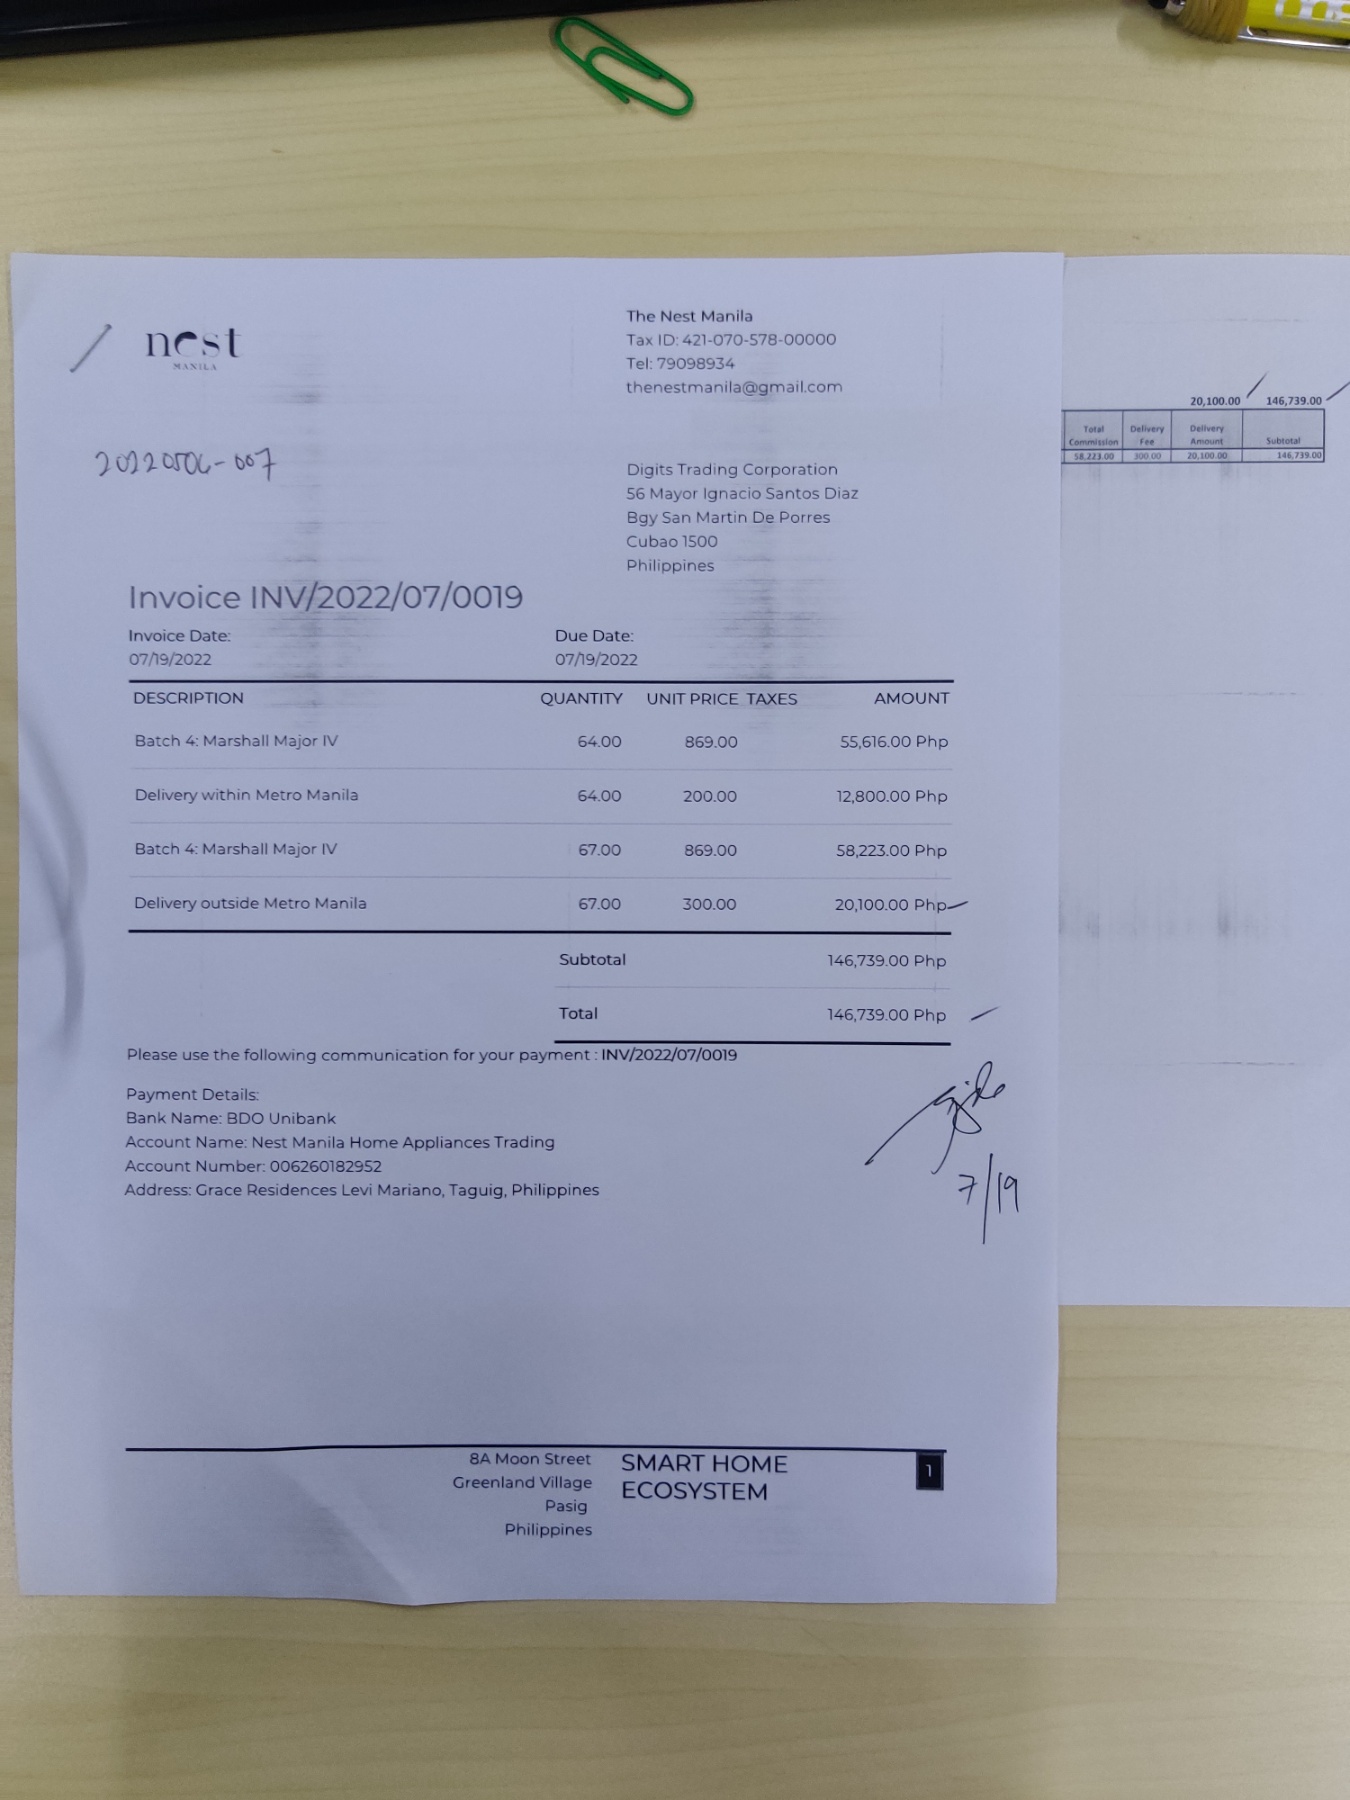 nest
MANILA
The Nest Manila
Tax ID: 421-070-578-00000
Tel: 79098934
thenestmanila@gmail.com
20220506-007
Digits Trading Corporation
56 Mayor Ignacio Santos Diaz
Bgy San Martin De Porres
Cubao 1500
Philippines
Invoice INV/2022/07/0019
Invoice Date: Due Date:
07/19/2022 07/19/2022
DESCRIPTION QUANTITY UNIT PRICE TAXES AMOUNT
Batch 4: Marshall Major IV 64.00 869.00 55,616.00 Php
Delivery within Metro Manila 64.00 200.00 12,800.00 Php
Batch 4: Marshall Major IV 67.00 869.00 58,223.00 Php
Delivery outside Metro Manila 67.00 300.00 20,100.00 Php
Subtotal 146,739.00 Php
Total 146,739.00 Php
Please use the following communication for your payment : INV/2022/07/0019
Payment Details:
Bank Name: BDO Unibank
Account Name: Nest Manila Home Appliances Trading
Account Number: 006260182952
Address: Grace Residences Levi Mariano, Taguig, Philippines
7/19
8A Moon Street
Greenland Village
Pasig
Philippines
SMART HOME
ECOSYSTEM
1
20,100.00 146,739.00
Total Delivery Delivery
Commission Fee Amount Subtotal
58,223.00 300.00 20,100.00 146,739.00